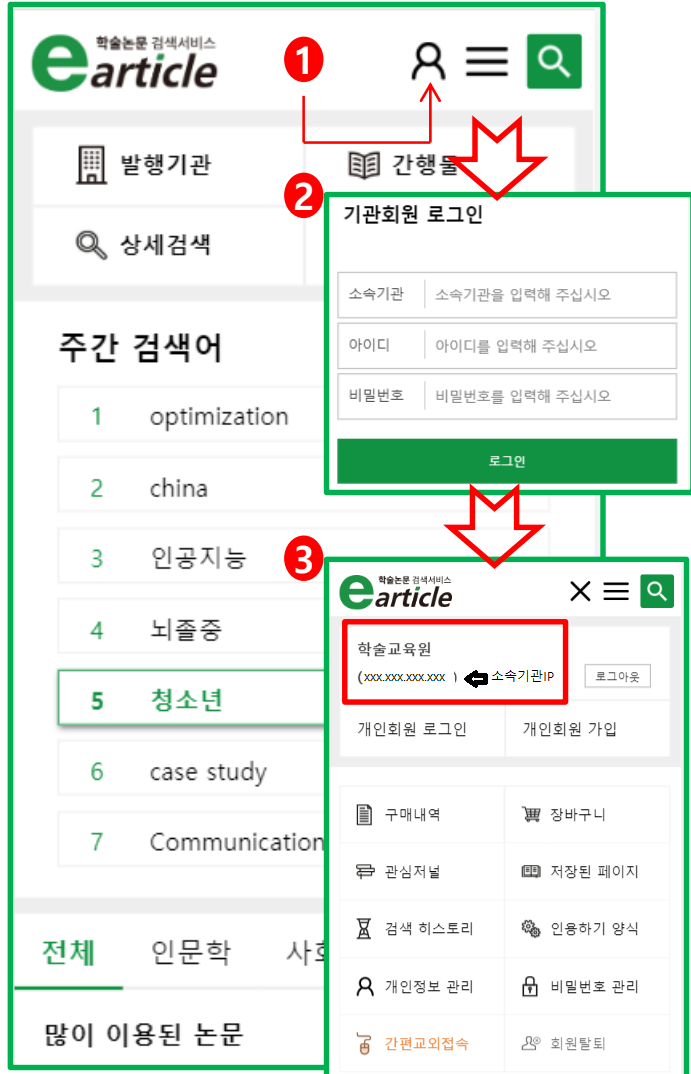 학술논문 검색서비스
earticle
1
발행기관
간행물
상세검색
주간 검색어
1 optimization
2 china
3 인공지능
4 뇌졸중
5 청소년
6 case study
7 Communication
전체 인문학 사회
많이 이용된 논문
2
기관회원 로그인
소속기관 소속기관을 입력해 주십시오
아이디 아이디를 입력해 주십시오
비밀번호 비밀번호를 입력해 주십시오
로그인
3
학술논문 검색서비스
earticle
학술교육원
(xxx.xxx.xxx.xxx ) 소속기관IP
로그아웃
개인회원 로그인 개인회원 가입
구매내역 장바구니
관심저널 저장된 페이지
검색 히스토리 인용하기 양식
개인정보 관리 비밀번호 관리
간편교외접속 회원탈퇴